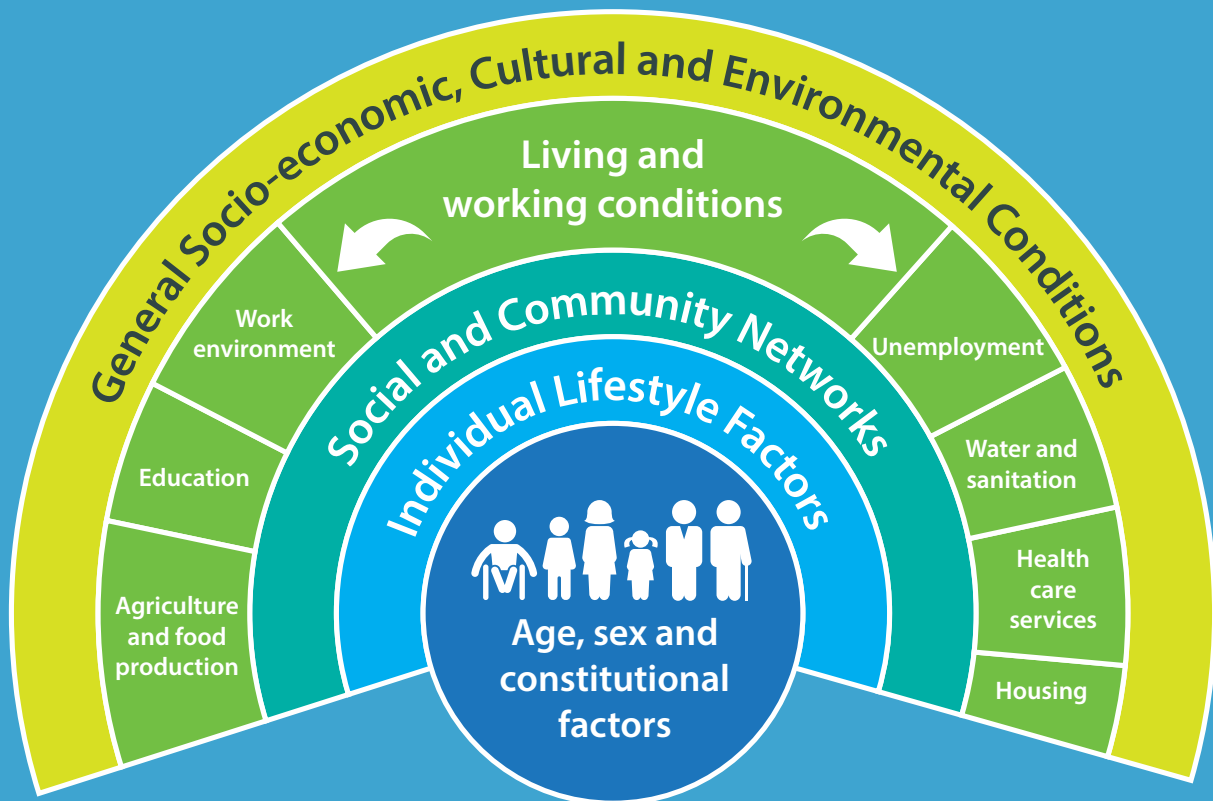 General Socio-economic, Cultural and Environmental Conditions
Living and
working conditions
Social and Community Networks
Individual Lifestyle Factors
Work
environment
Education
Agriculture
and food
production
Unemployment
Water and
sanitation
Health
care
services
Housing
Age, sex and
constitutional
factors